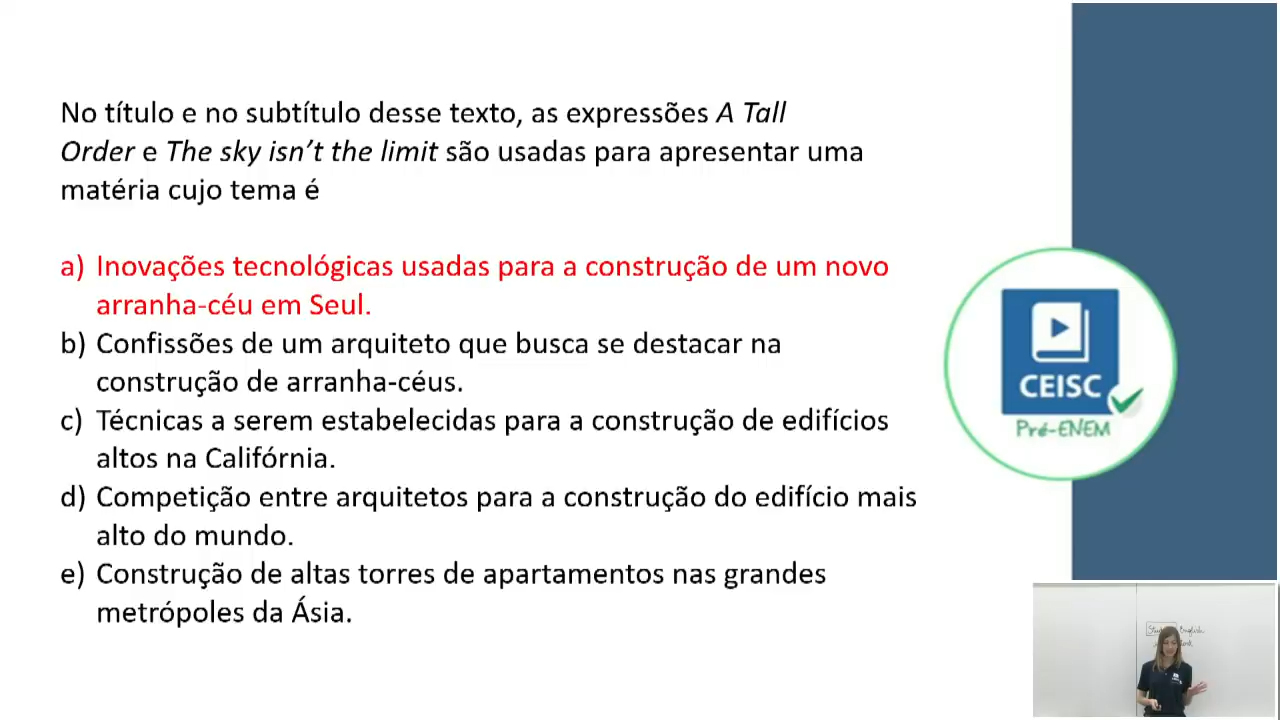 No título e no subtítulo desse texto, as expressões A Tall
Order e The sky isn’t the limit são usadas para apresentar uma
matéria cujo tema é
a) Inovações tecnológicas usadas para a construção de um novo
arranha-céu em Seul.
b) Confissões de um arquiteto que busca se destacar na
construção de arranha-céus.
c) Técnicas a serem estabelecidas para a construção de edifícios
altos na Califórnia.
d) Competição entre arquitetos para a construção do edifício mais
alto do mundo.
e) Construção de altas torres de apartamentos nas grandes
metrópoles da Ásia.
CEISC
Pré-ENEM
English